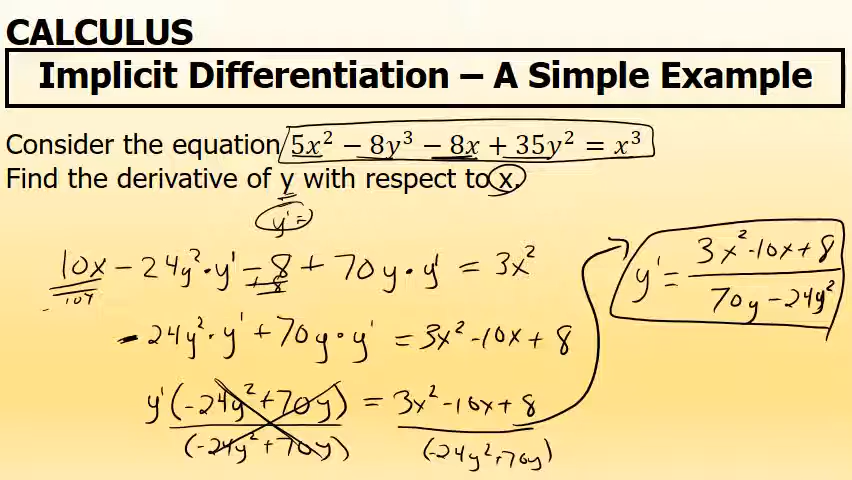 CALCULUS
Implicit Differentiation – A Simple Example
Consider the equation 5x² − 8y³ − 8x + 35y² = x³
Find the derivative of y with respect to x.
y' =
10x − 24y² · y' − 8 + 70y · y' = 3x²
+ 8
− 24y² · y' + 70y · y' = 3x² − 10x + 8
y' (−24y² + 70y) = 3x² − 10x + 8
(−24y² + 70y) (−24y² + 70y)
y' = 3x² − 10x + 8
70y − 24y²